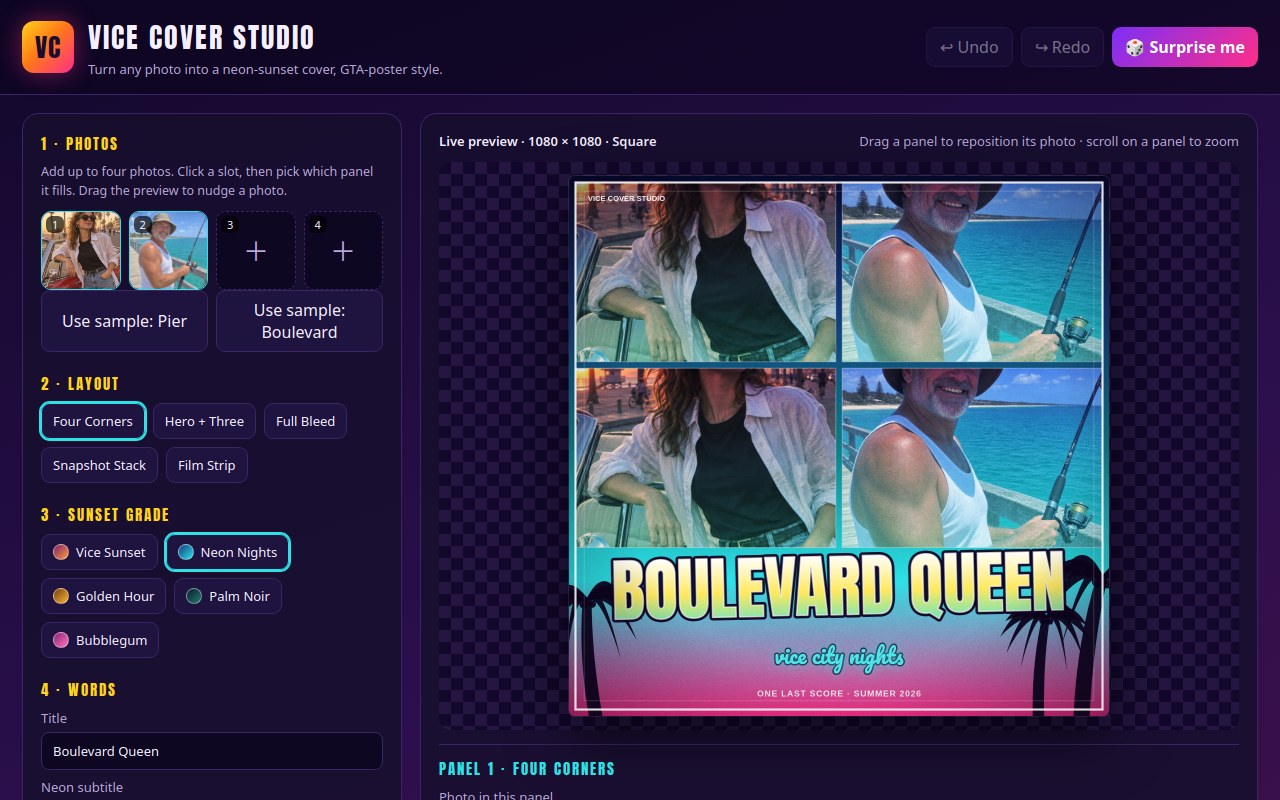 VC
VICE COVER STUDIO
Turn any photo into a neon-sunset cover, GTA-poster style.
↩ Undo
↪ Redo
🎲 Surprise me
1 · PHOTOS
Add up to four photos. Click a slot, then pick which panel
it fills. Drag the preview to nudge a photo.
1
2
3
4
Use sample: Pier
Use sample:
Boulevard
2 · LAYOUT
Four Corners
Hero + Three
Full Bleed
Snapshot Stack
Film Strip
3 · SUNSET GRADE
Vice Sunset
Neon Nights
Golden Hour
Palm Noir
Bubblegum
4 · WORDS
Title
Boulevard Queen
Neon subtitle
Live preview · 1080 × 1080 · Square
Drag a panel to reposition its photo · scroll on a panel to zoom
VICE COVER STUDIO
BOULEVARD QUEEN
vice city nights
ONE LAST SCORE · SUMMER 2026
PANEL 1 · FOUR CORNERS
Photo in this panel